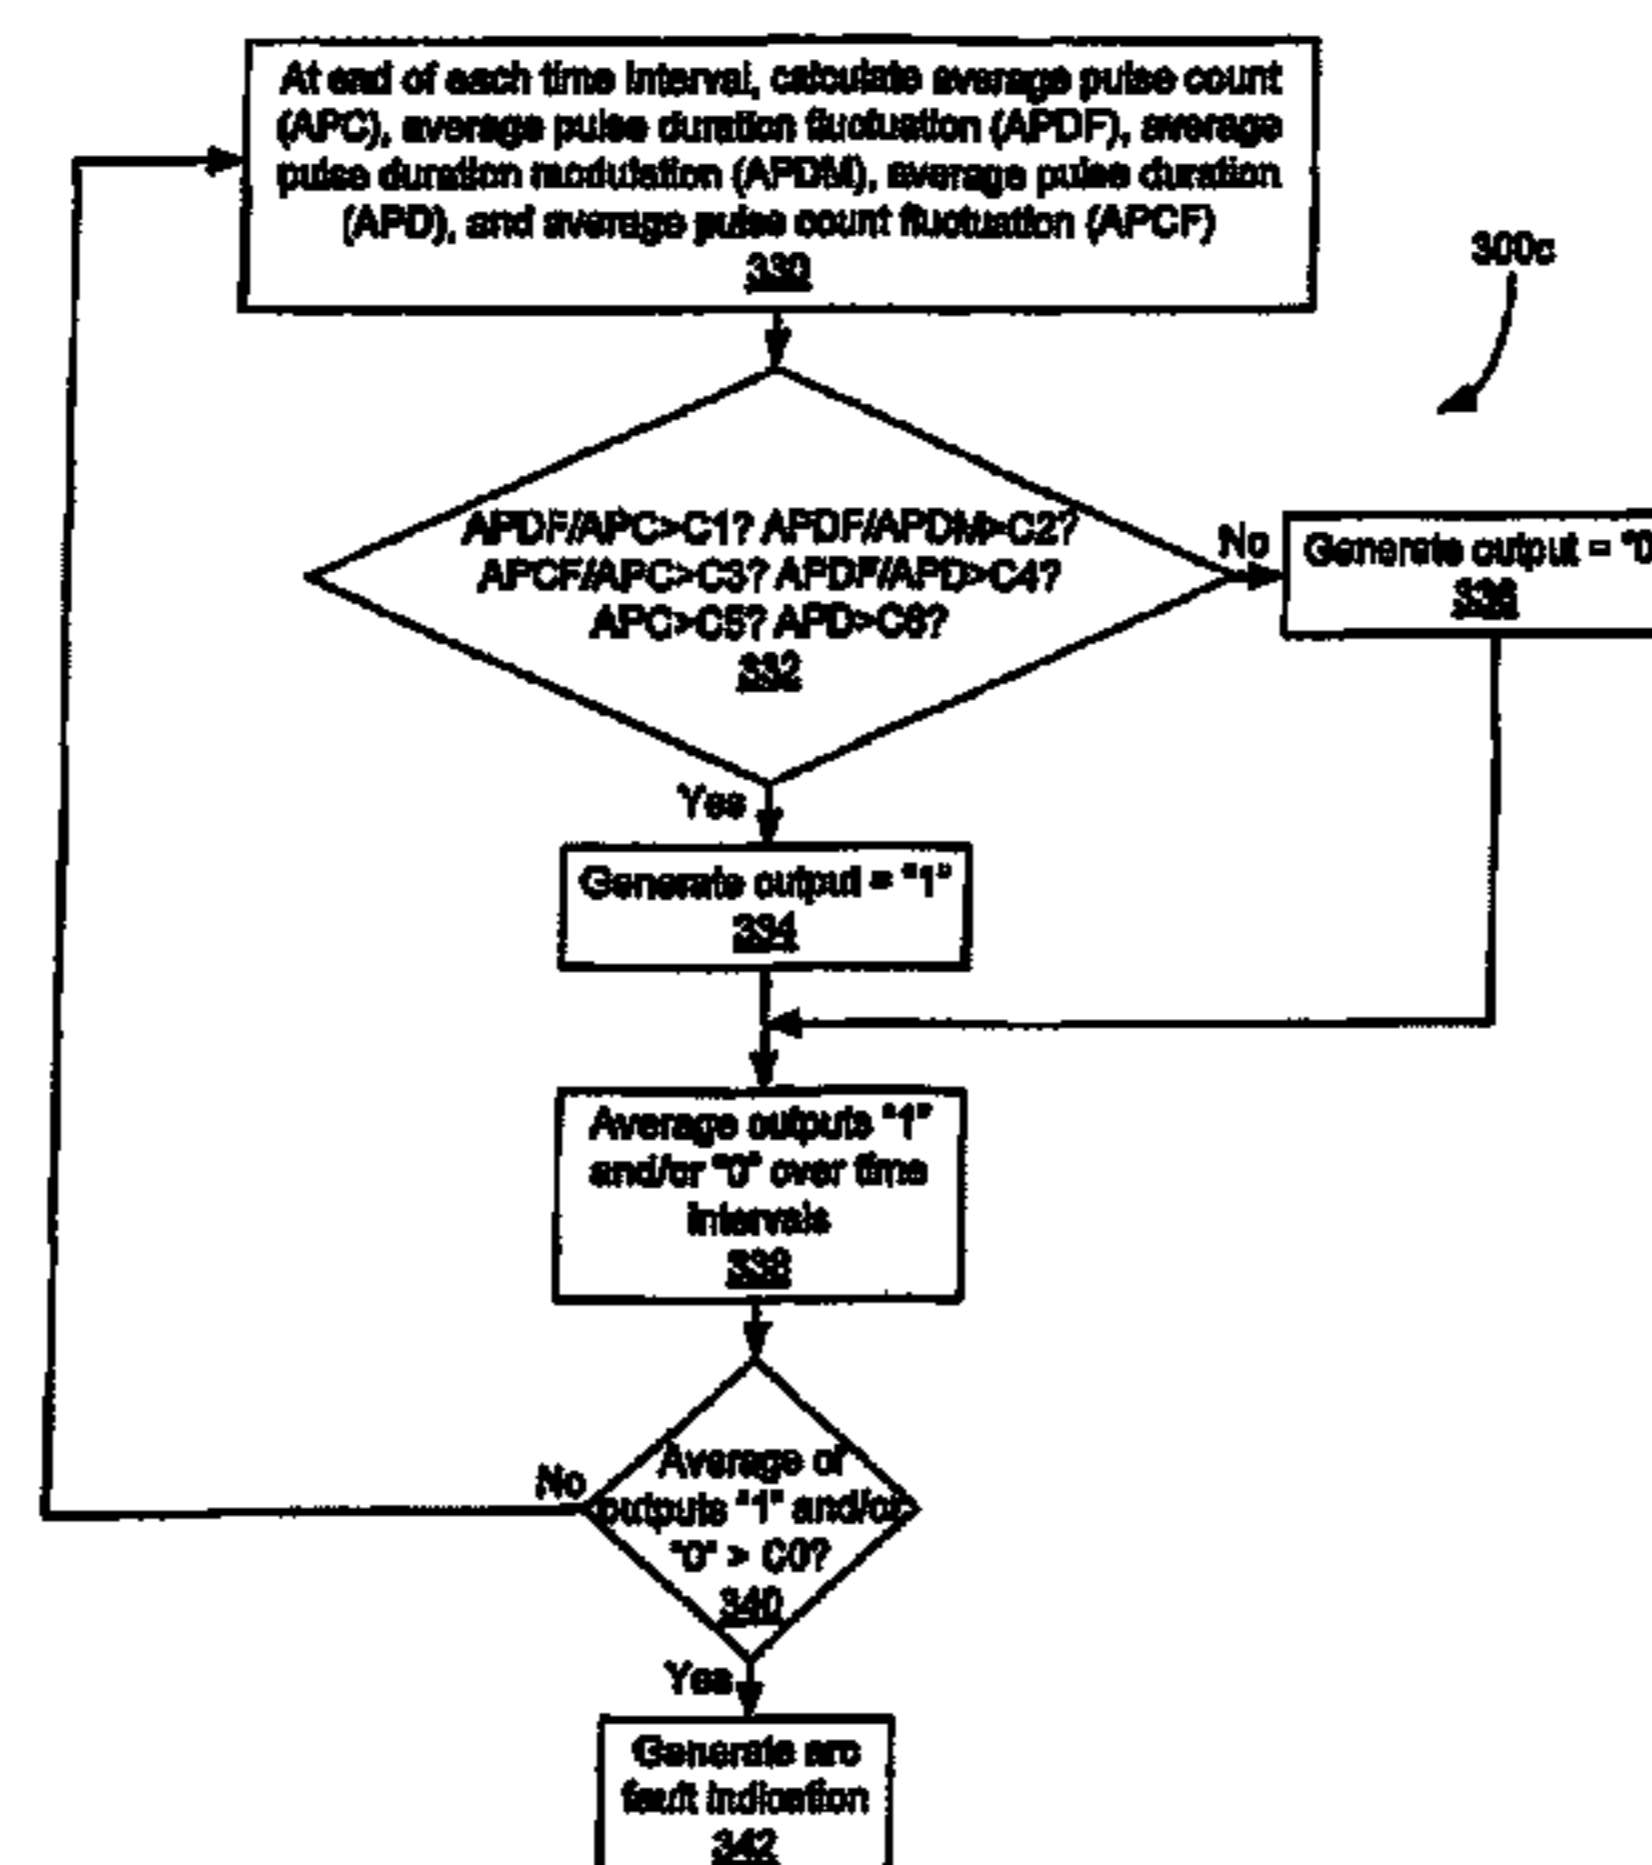 At end of each time interval, calculate average pulse count
(APC), average pulse duration fluctuation (APDF), average
pulse duration modulation (APDM), average pulse duration
(APD), and average pulse count fluctuation (APCF)
330
300c
APDF/APC>C1? APDF/APDM>C2?
APCF/APC>C3? APDF/APD>C4?
APC>C5? APD>C6?
332
No
Generate output = "0
336
Yes
Generate output = "1"
334
Average outputs "1"
and/or "0" over time
intervals
338
Average of
outputs "1" and/or
"0" > C0?
340
No
Yes
Generate arc
fault indication
342